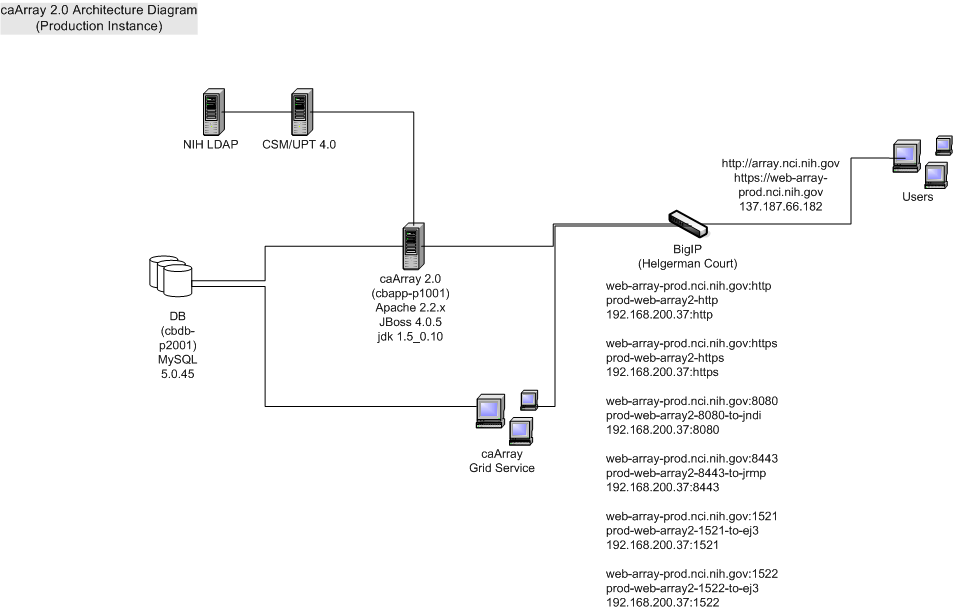 caArray 2.0 Architecture Diagram
(Production Instance)
NIH LDAP
CSM/UPT 4.0
http://array.nci.nih.gov
https://web-array-
prod.nci.nih.gov
137.187.66.182
Users
BigIP
(Helgerman Court)
caArray 2.0
(cbapp-p1001)
Apache 2.2.x
JBoss 4.0.5
jdk 1.5_0.10
DB
(cbdb-
p2001)
MySQL
5.0.45
caArray
Grid Service
web-array-prod.nci.nih.gov:http
prod-web-array2-http
192.168.200.37:http
web-array-prod.nci.nih.gov:https
prod-web-array2-https
192.168.200.37:https
web-array-prod.nci.nih.gov:8080
prod-web-array2-8080-to-jndi
192.168.200.37:8080
web-array-prod.nci.nih.gov:8443
prod-web-array2-8443-to-jrmp
192.168.200.37:8443
web-array-prod.nci.nih.gov:1521
prod-web-array2-1521-to-ej3
192.168.200.37:1521
web-array-prod.nci.nih.gov:1522
prod-web-array2-1522-to-ej3
192.168.200.37:1522